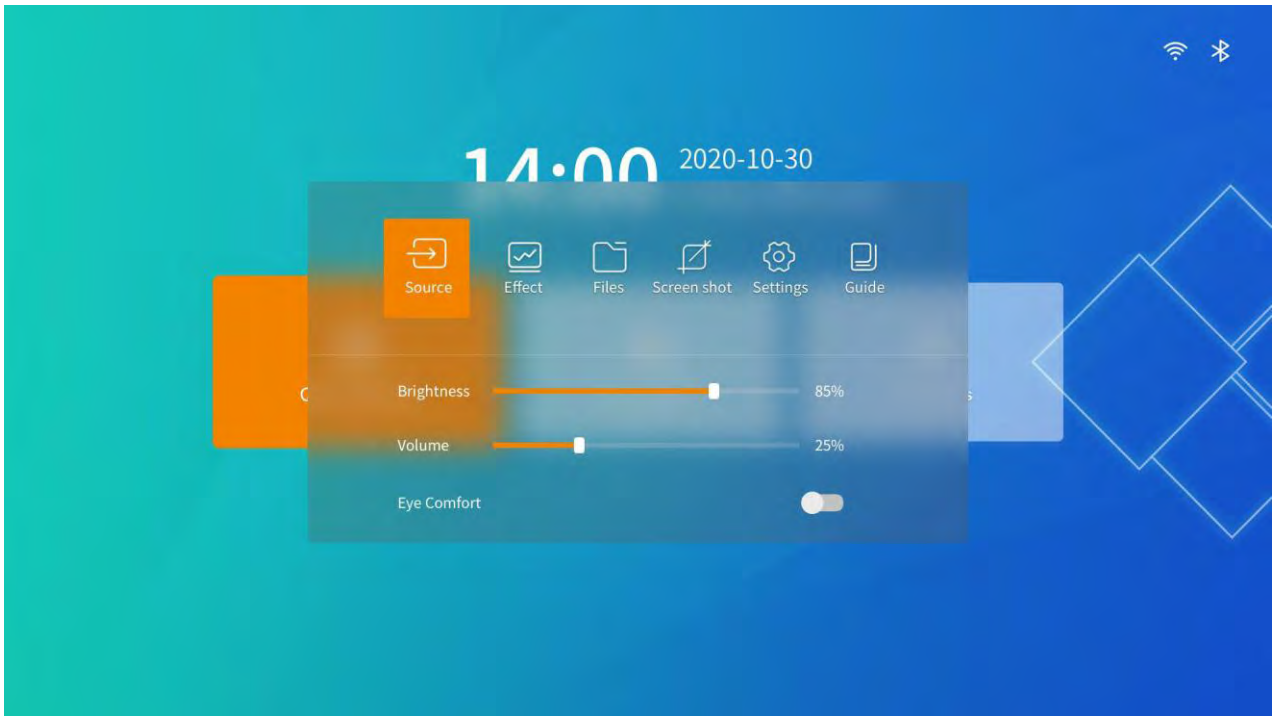 14:00 2020-10-30
Source Effect Files Screen shot Settings Guide
Brightness 85%
Volume 25%
Eye Comfort